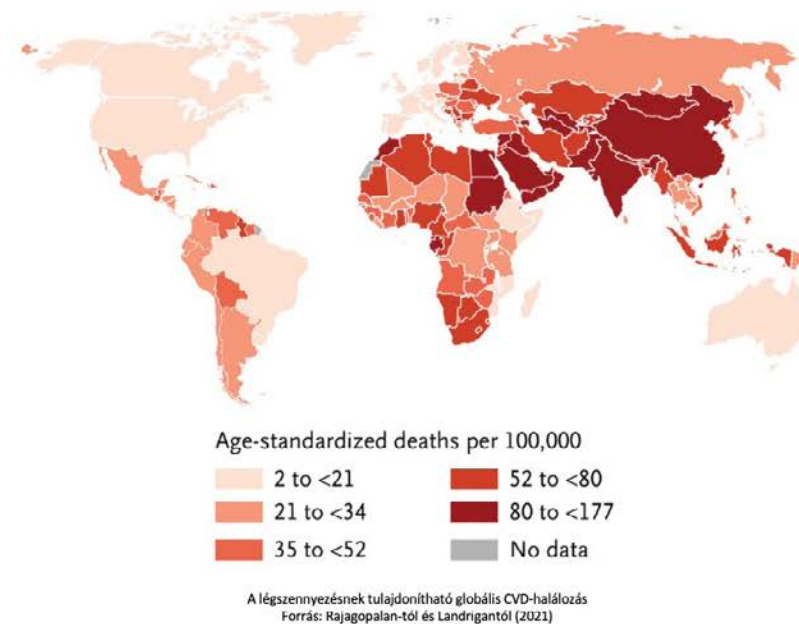 Age-standardized deaths per 100,000
2 to <21
21 to <34
35 to <52
52 to <80
80 to <177
No data
A légszennyezésnek tulajdonítható globális CVD-halálozás
Forrás: Rajagopalan-tól és Landrigantól (2021)